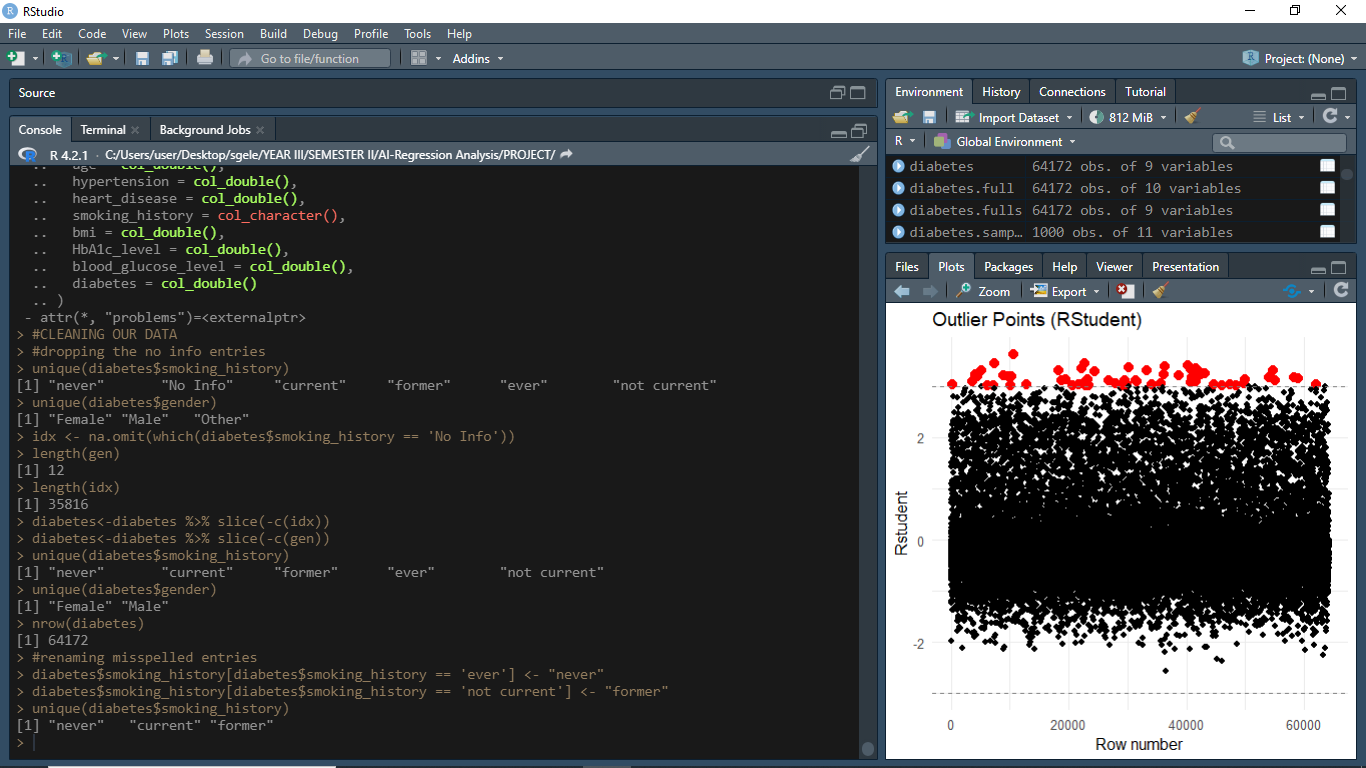 RStudio
File Edit Code View Plots Session Build Debug Profile Tools Help
Go to file/function Addins Project: (None)
Source
Console Terminal Background Jobs
R 4.2.1 · C:/Users/user/Desktop/sgele/YEAR III/SEMESTER II/AI-Regression Analysis/PROJECT/
.. age = col_double(),
.. hypertension = col_double(),
.. heart_disease = col_double(),
.. smoking_history = col_character(),
.. bmi = col_double(),
.. HbA1c_level = col_double(),
.. blood_glucose_level = col_double(),
.. diabetes = col_double()
.. )
- attr(*, "problems")=<externalptr>
> #CLEANING OUR DATA
> #dropping the no info entries
> unique(diabetes$smoking_history)
[1] "never" "No Info" "current" "former" "ever" "not current"
> unique(diabetes$gender)
[1] "Female" "Male" "Other"
> idx <- na.omit(which(diabetes$smoking_history == 'No Info'))
> length(gen)
[1] 12
> length(idx)
[1] 35816
> diabetes<-diabetes %>% slice(-c(idx))
> diabetes<-diabetes %>% slice(-c(gen))
> unique(diabetes$smoking_history)
[1] "never" "current" "former" "ever" "not current"
> unique(diabetes$gender)
[1] "Female" "Male"
> nrow(diabetes)
[1] 64172
> #renaming misspelled entries
> diabetes$smoking_history[diabetes$smoking_history == 'ever'] <- "never"
> diabetes$smoking_history[diabetes$smoking_history == 'not current'] <- "former"
> unique(diabetes$smoking_history)
[1] "never" "current" "former"
>
Environment History Connections Tutorial
Import Dataset 812 MiB List
R Global Environment
diabetes 64172 obs. of 9 variables
diabetes.full 64172 obs. of 10 variables
diabetes.fulls 64172 obs. of 9 variables
diabetes.samp… 1000 obs. of 11 variables
Files Plots Packages Help Viewer Presentation
Zoom Export
Outlier Points (RStudent)
2
0
-2
Rstudent
0 20000 40000 60000
Row number